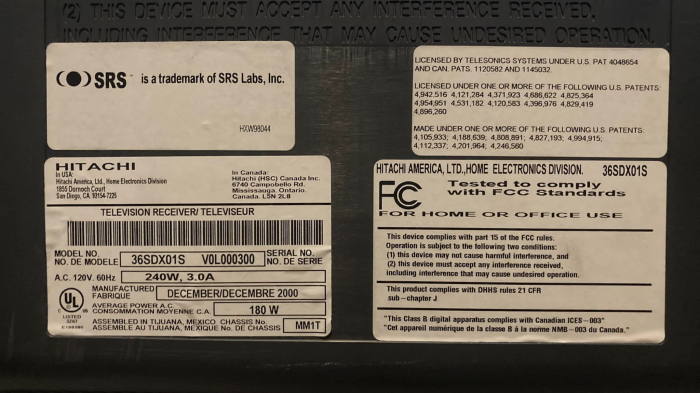 (2) THIS DEVICE MUST ACCEPT ANY INTERFERENCE RECEIVED,
INCLUDING INTERFERENCE THAT MAY CAUSE UNDESIRED OPERATION.
(●) SRS™ is a trademark of SRS Labs, Inc.
HXW98044
LICENSED BY TELESONICS SYSTEMS UNDER U.S. PAT 4048654
AND CAN. PATS. 1120582 AND 1145032.
LICENSED UNDER ONE OR MORE OF THE FOLLOWING U.S. PATENTS:
4,942,516 4,121,284 4,371,923 4,686,622 4,825,364
4,954,951 4,531,182 4,120,583 4,396,976 4,829,419
4,896,260
MADE UNDER ONE OR MORE OF THE FOLLOWING U.S. PATENTS:
4,105,933; 4,188,639; 4,808,891; 4,827,193; 4,994,915;
4,112,337; 4,201,964; 4,246,560
HITACHI
In USA:
Hitachi America, Ltd., Home Electronics Division
1855 Dornoch Court
San Diego, CA, 92154-7225
In Canada:
Hitachi (HSC) Canada Inc.
6740 Campobello Rd.
Mississauga, Ontario.
Canada. L5N 2L8
TELEVISION RECEIVER/ TELEVISEUR
MODEL NO.
NO. DE MODELE 36SDX01S V0L000300 SERIAL NO.
NO. DE SERIE
A.C. 120V. 60Hz 240W, 3.0A
UL
LISTED
MANUFACTURED
FABRIQUE DECEMBER/DECEMBRE 2000
AVERAGE POWER A.C.
CONSOMMATION MOYENNE C.A. 180 W
ASSEMBLED IN TIJUANA, MEXICO CHASSIS No.
ASSEMBLE AU TIJUANA, MEXIQUE No. DE CHASSIS MM1T
HITACHI AMERICA, LTD.,HOME ELECTRONICS DIVISION. 36SDX01S
FC Tested to comply
with FCC Standards
FOR HOME OR OFFICE USE
This device complies with part 15 of the FCC rules.
Operation is subject to the following two conditions:
(1) this device may not cause harmful interference, and
(2) this device must accept any interference received,
including interference that may cause undesired operation.
This product complies with DHHS rules 21 CFR
sub-chapter J
"This Class B digital apparatus complies with Canadian ICES-003"
"Cet appareil numérique de la classe B à la norme NMB-003 du Canada."